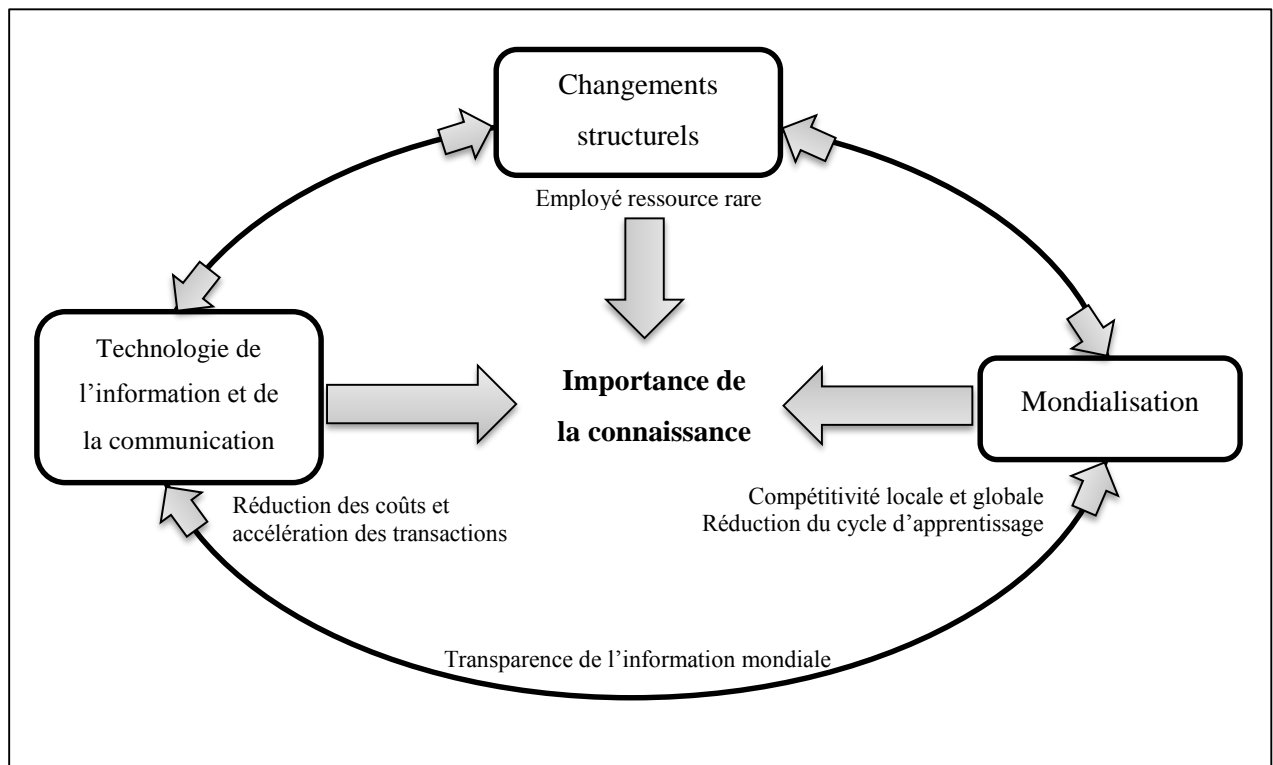 Changements
structurels
Employé ressource rare
Technologie de
l’information et de
la communication
Importance de
la connaissance
Mondialisation
Réduction des coûts et
accélération des transactions
Compétitivité locale et globale
Réduction du cycle d’apprentissage
Transparence de l’information mondiale